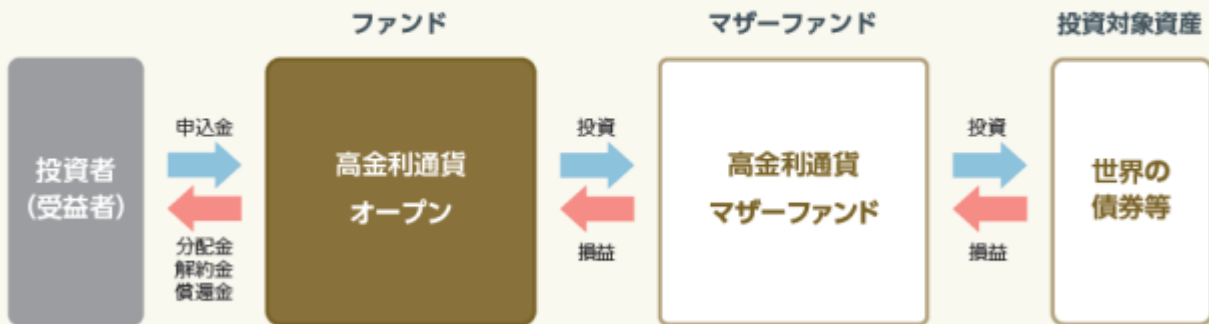 ファンド
マザーファンド
投資対象資産
投資者
(受益者)
申込金
分配金
解約金
償還金
高金利通貨
オープン
投資
損益
高金利通貨
マザーファンド
投資
損益
世界の
債券等